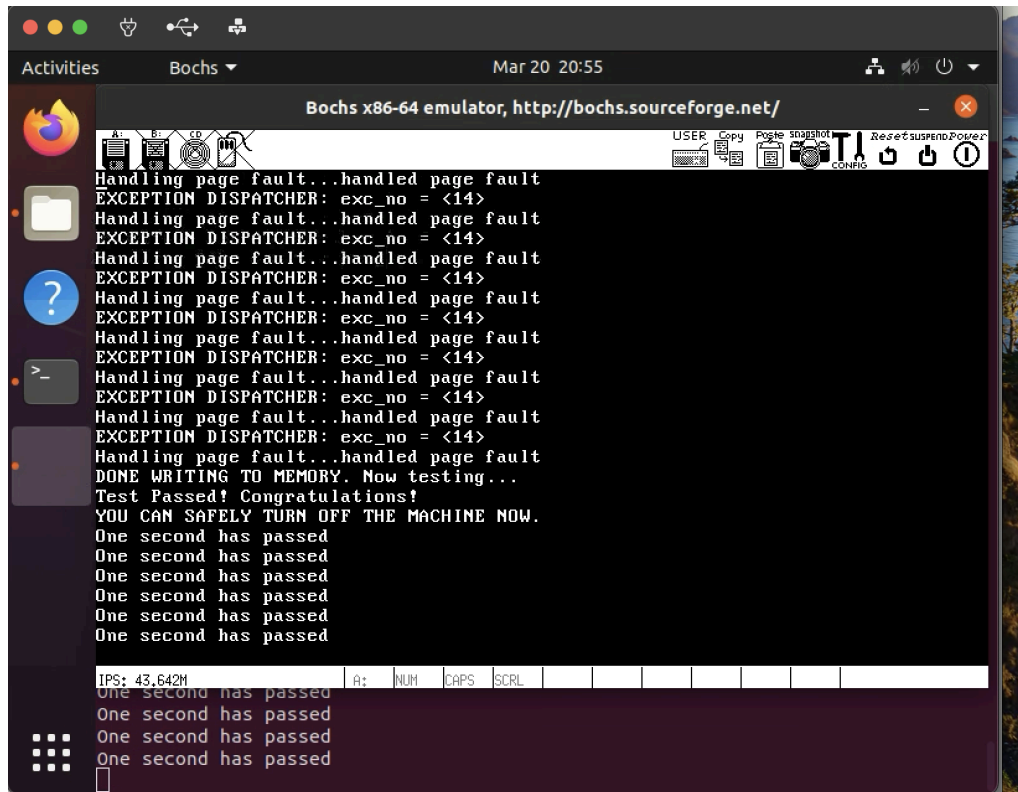 Activities Bochs Mar 20 20:55
Bochs x86-64 emulator, http://bochs.sourceforge.net/
A: B: CD USER Copy Paste snapshot CONFIG Reset SUSPEND Power
Handling page fault...handled page fault
EXCEPTION DISPATCHER: exc_no = <14>
Handling page fault...handled page fault
EXCEPTION DISPATCHER: exc_no = <14>
Handling page fault...handled page fault
EXCEPTION DISPATCHER: exc_no = <14>
Handling page fault...handled page fault
EXCEPTION DISPATCHER: exc_no = <14>
Handling page fault...handled page fault
EXCEPTION DISPATCHER: exc_no = <14>
Handling page fault...handled page fault
EXCEPTION DISPATCHER: exc_no = <14>
Handling page fault...handled page fault
EXCEPTION DISPATCHER: exc_no = <14>
Handling page fault...handled page fault
DONE WRITING TO MEMORY. Now testing...
Test Passed! Congratulations!
YOU CAN SAFELY TURN OFF THE MACHINE NOW.
One second has passed
One second has passed
One second has passed
One second has passed
One second has passed
One second has passed
IPS: 43.642M A: NUM CAPS SCRL
One second has passed
One second has passed
One second has passed
One second has passed